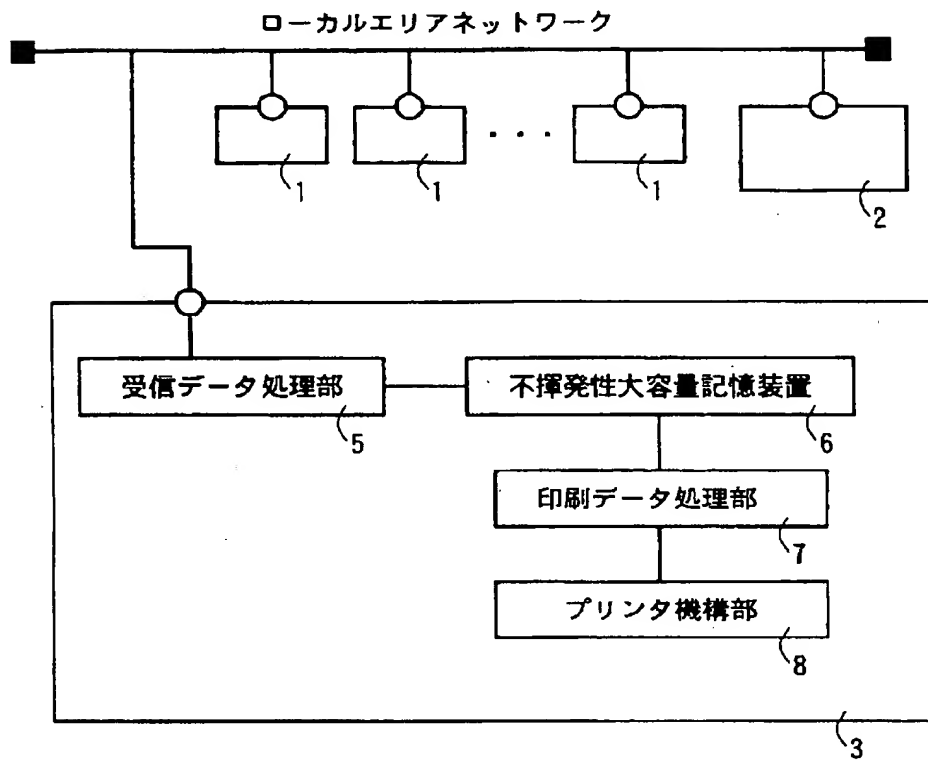 ローカルエリアネットワーク
1
1
・・・
1
2
受信データ処理部
5
不揮発性大容量記憶装置
6
印刷データ処理部
7
プリンタ機構部
8
3